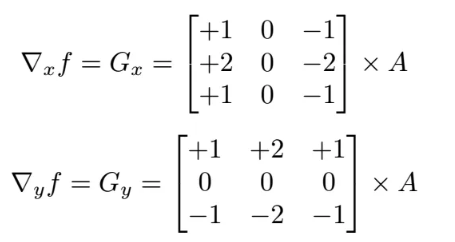 +1 0 −1
∇ₓf = Gₓ = +2 0 −2 × A
+1 0 −1
+1 +2 +1
∇ᵧf = Gᵧ = 0 0 0 × A
−1 −2 −1